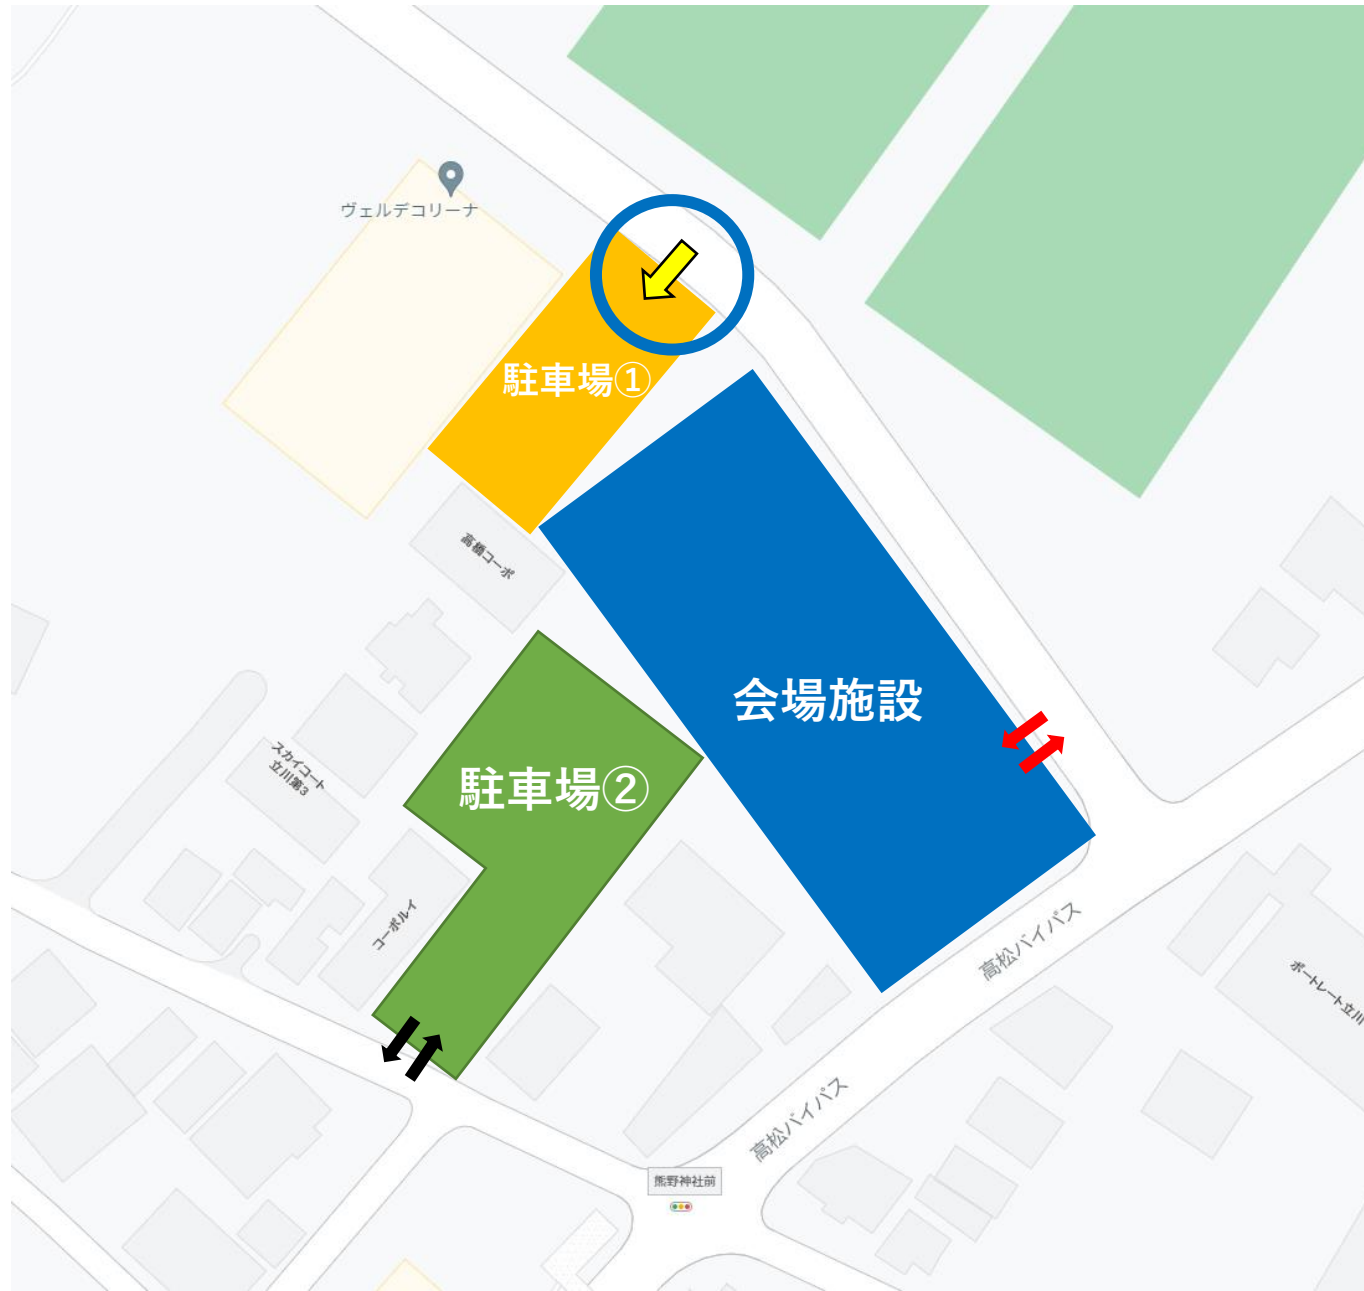 ヴェルデコリーナ
駐車場①
高橋コーポ
会場施設
スカイコート
立川第3
駐車場②
コーポルイ
高松バイパス
ポートレート立川
高松バイパス
熊野神社前